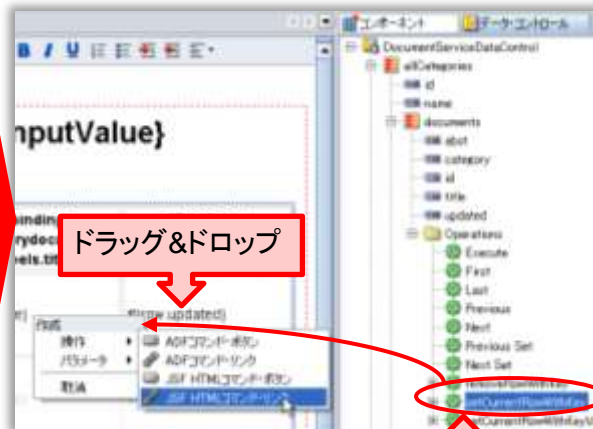 コンポーネント
データ・コントロール
DocumentServiceDataControl
allCategories
id
name
documents
abst
category
id
title
updated
Operations
Execute
First
Last
Previous
Next
Previous Set
Next Set
removeRowWithKey
setCurrentRowWithKey
setCurrentRowWithKeyV
B I U
nputValue}
ドラッグ&ドロップ
#{row.updated}
作成
操作
パラメータ
取消
ADFコマンド・ボタン
ADFコマンド・リンク
JSF HTMLコマンド・ボタン
JSF HTMLコマンド・リンク